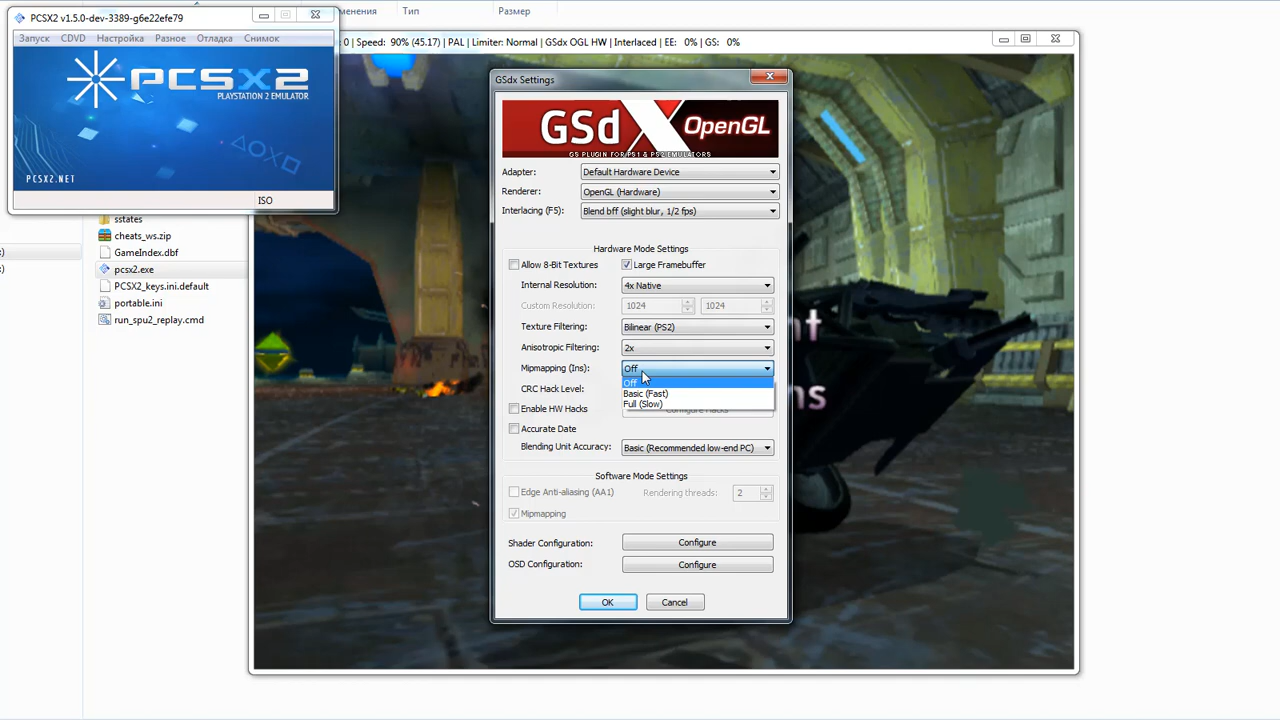 PCSX2 v1.5.0-dev-3389-g6e22efe79
Запуск CDVD Настройка Разное Отладка Снимок
PCSX2
PLAYSTATION 2 EMULATOR
PCSX2.NET
ISO
Тип
Размер
0 | Speed: 90% (45.17) | PAL | Limiter: Normal | GSdx OGL HW | Interlaced | EE: 0% | GS: 0%
sstates
cheats_ws.zip
GameIndex.dbf
pcsx2.exe
PCSX2_keys.ini.default
portable.ini
run_spu2_replay.cmd
GSdx Settings
GSdX OpenGL
GS PLUGIN FOR PS1 & PS2 EMULATORS
Adapter: Default Hardware Device
Renderer: OpenGL (Hardware)
Interlacing (F5): Blend bff (slight blur, 1/2 fps)
Hardware Mode Settings
Allow 8-Bit Textures Large Framebuffer
Internal Resolution: 4x Native
Custom Resolution: 1024 1024
Texture Filtering: Bilinear (PS2)
Anisotropic Filtering: 2x
Mipmapping (Ins): Off
Off
Basic (Fast)
Full (Slow)
CRC Hack Level:
Enable HW Hacks Configure Hacks
Accurate Date
Blending Unit Accuracy: Basic (Recommended low-end PC)
Software Mode Settings
Edge Anti-aliasing (AA1) Rendering threads: 2
Mipmapping
Shader Configuration: Configure
OSD Configuration: Configure
OK Cancel